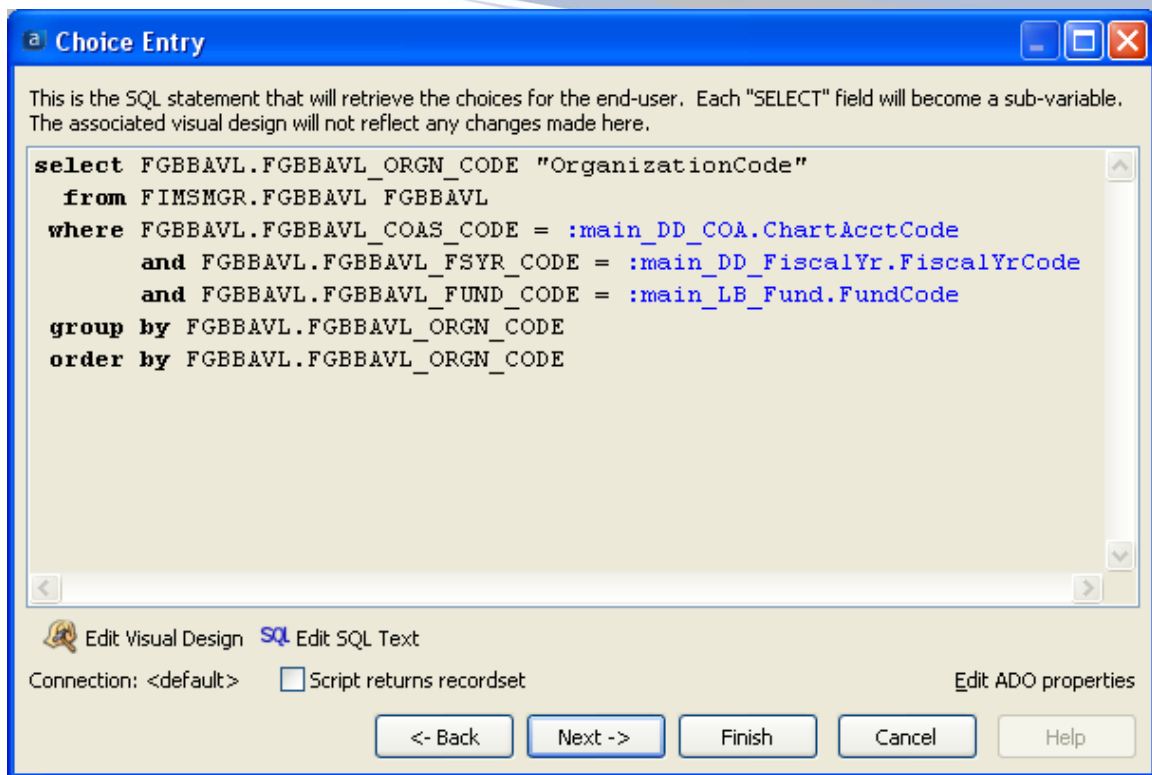 a Choice Entry
This is the SQL statement that will retrieve the choices for the end-user. Each "SELECT" field will become a sub-variable.
The associated visual design will not reflect any changes made here.
select FGBBAVL.FGBBAVL_ORGN_CODE "OrganizationCode"
from FIMSMGR.FGBBAVL FGBBAVL
where FGBBAVL.FGBBAVL_COAS_CODE = :main_DD_COA.ChartAcctCode
and FGBBAVL.FGBBAVL_FSYR_CODE = :main_DD_FiscalYr.FiscalYrCode
and FGBBAVL.FGBBAVL_FUND_CODE = :main_LB_Fund.FundCode
group by FGBBAVL.FGBBAVL_ORGN_CODE
order by FGBBAVL.FGBBAVL_ORGN_CODE
Edit Visual Design SQL Edit SQL Text
Connection: <default> Script returns recordset Edit ADO properties
<- Back Next -> Finish Cancel Help